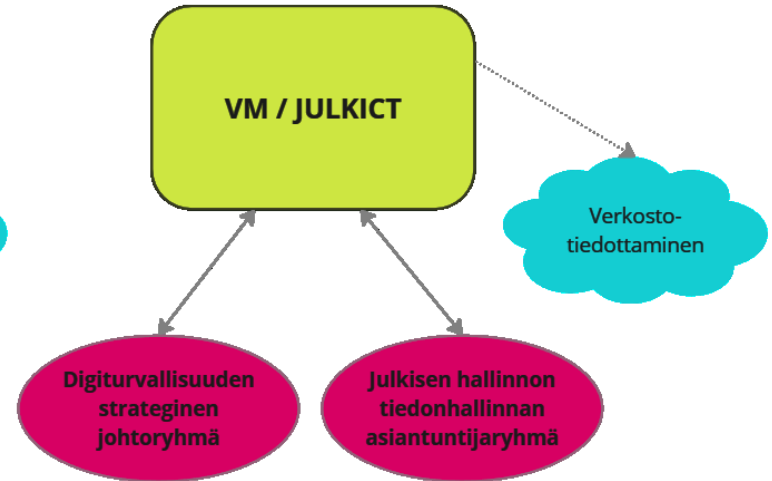 VM / JULKICT
Verkosto-
tiedottaminen
Digiturvallisuuden
strateginen
johtoryhmä
Julkisen hallinnon
tiedonhallinnan
asiantuntijaryhmä